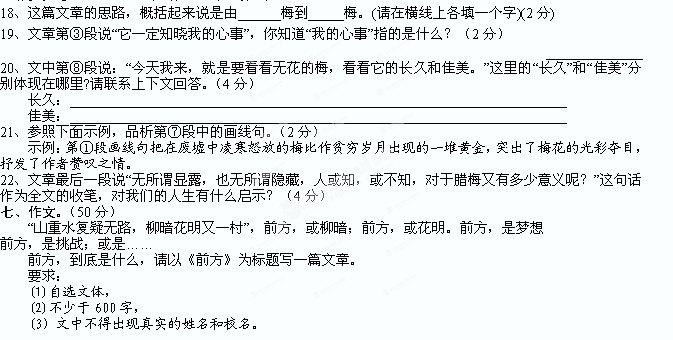 18、这篇文章的思路，概括起来说是由______梅到_____梅。(请在横线上各填一个字)(2分)
19、文章第③段说“它一定知晓我的心事”，你知道“我的心事”指的是什么？（2分）
20、文中第⑧段说：“今天我来，就是要看看无花的梅，看看它的长久和佳美。”这里的“长久”和“佳美”分
别体现在哪里?请联系上下文回答。（4分）
长久：
佳美：
21、参照下面示例，品析第⑦段中的画线句。（2分）
示例：第①段画线句把在废墟中凌寒怒放的梅比作贫穷岁月出现的一堆黄金，突出了梅花的光彩夺目，
抒发了作者赞叹之情。
22、文章最后一段说“无所谓显露，也无所谓隐藏，人或知，或不知，对于腊梅又有多少意义呢？”这句话
作为全文的收笔，对我们的人生有什么启示？（4分）
七、作文。（50分）
“山重水复疑无路，柳暗花明又一村”，前方，或柳暗；前方，或花明。前方，是梦想
前方，是挑战；或是……
前方，到底是什么，请以《前方》为标题写一篇文章。
要求：
(1)自选文体，
(2)不少于600字，
(3) 文中不得出现真实的姓名和校名。